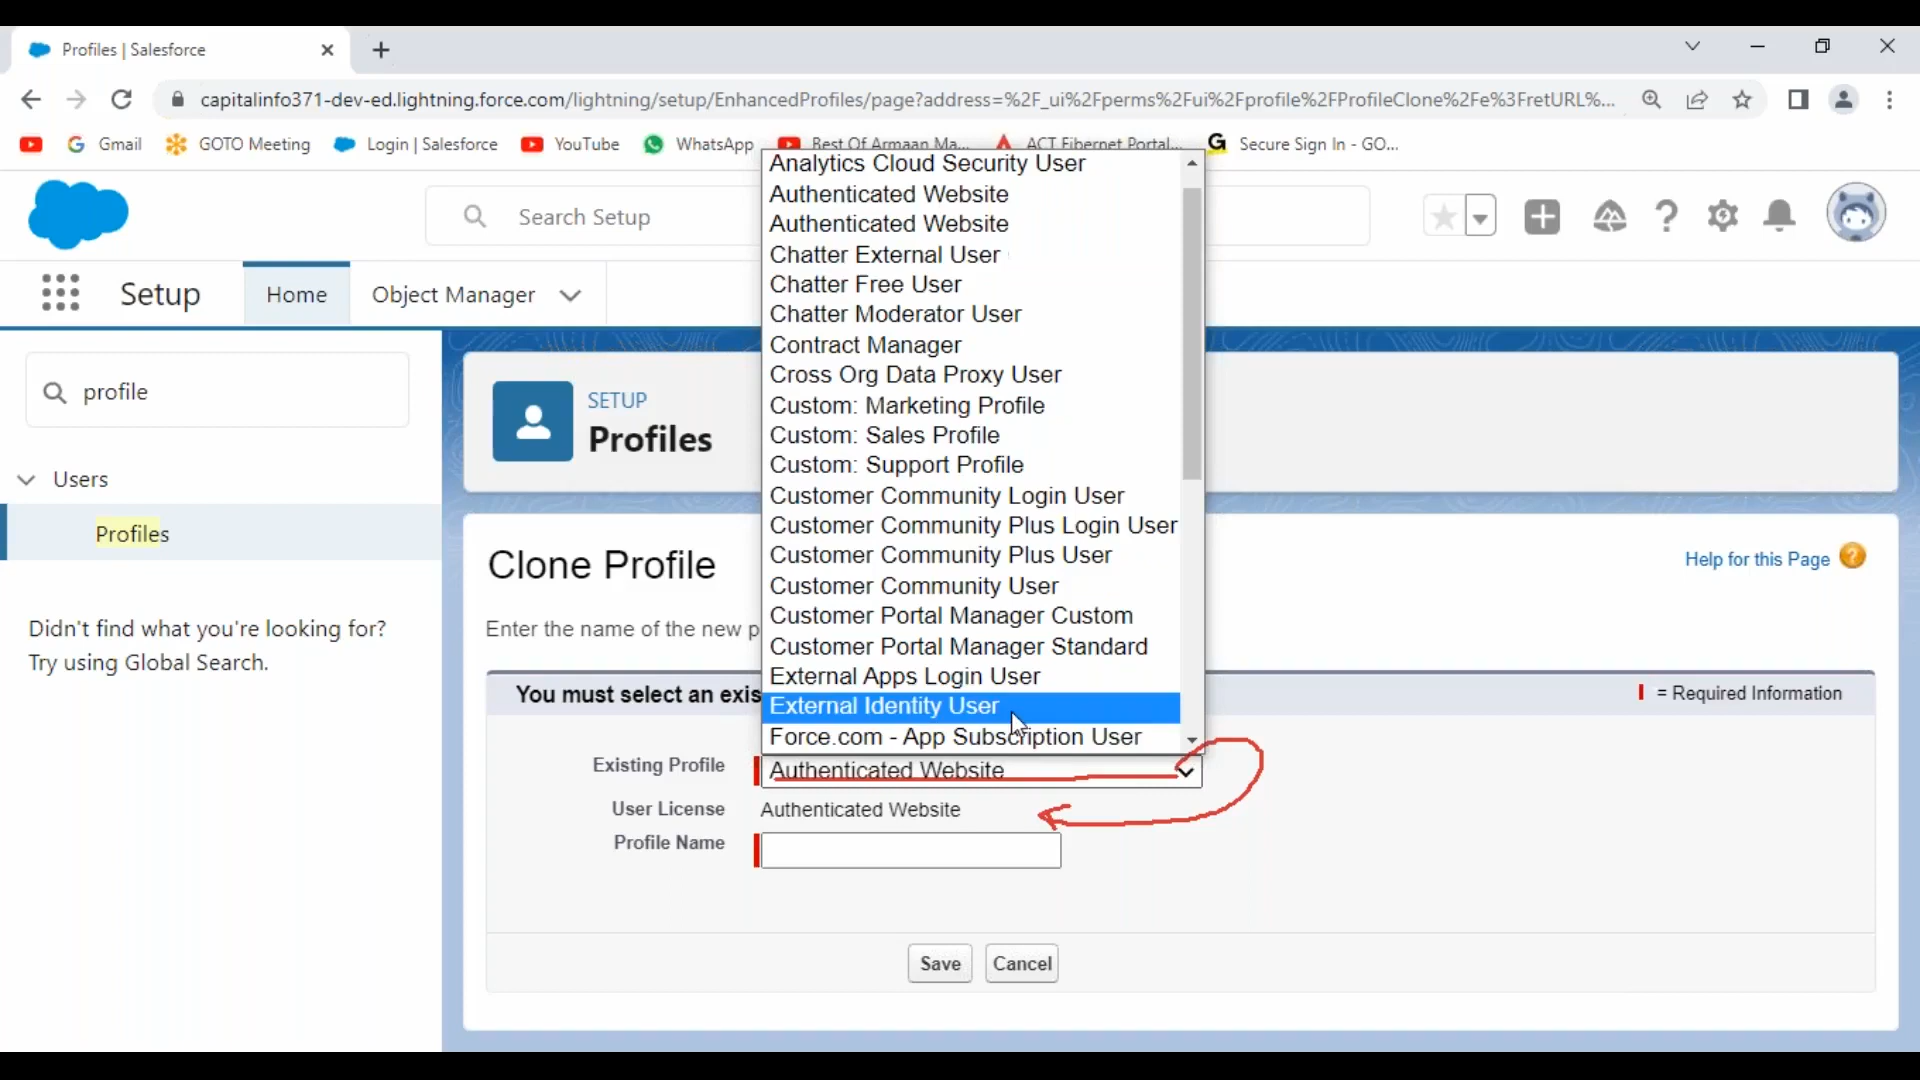 Profiles | Salesforce
capitalinfo371-dev-ed.lightning.force.com/lightning/setup/EnhancedProfiles/page?address=%2F_ui%2Fperms%2Fui%2Fprofile%2FProfileClone%2Fe%3FretURL%...
Gmail GOTO Meeting Login | Salesforce YouTube WhatsApp Best Of Armaan Ma... ACT Fibernet Portal... Secure Sign In - GO...
Search Setup
Setup Home Object Manager
profile
Users
Profiles
Didn't find what you're looking for?
Try using Global Search.
SETUP
Profiles
Clone Profile
Help for this Page
Enter the name of the new p
You must select an exis
= Required Information
Analytics Cloud Security User
Authenticated Website
Authenticated Website
Chatter External User
Chatter Free User
Chatter Moderator User
Contract Manager
Cross Org Data Proxy User
Custom: Marketing Profile
Custom: Sales Profile
Custom: Support Profile
Customer Community Login User
Customer Community Plus Login User
Customer Community Plus User
Customer Community User
Customer Portal Manager Custom
Customer Portal Manager Standard
External Apps Login User
External Identity User
Force.com - App Subscription User
Existing Profile Authenticated Website
User License Authenticated Website
Profile Name
Save Cancel